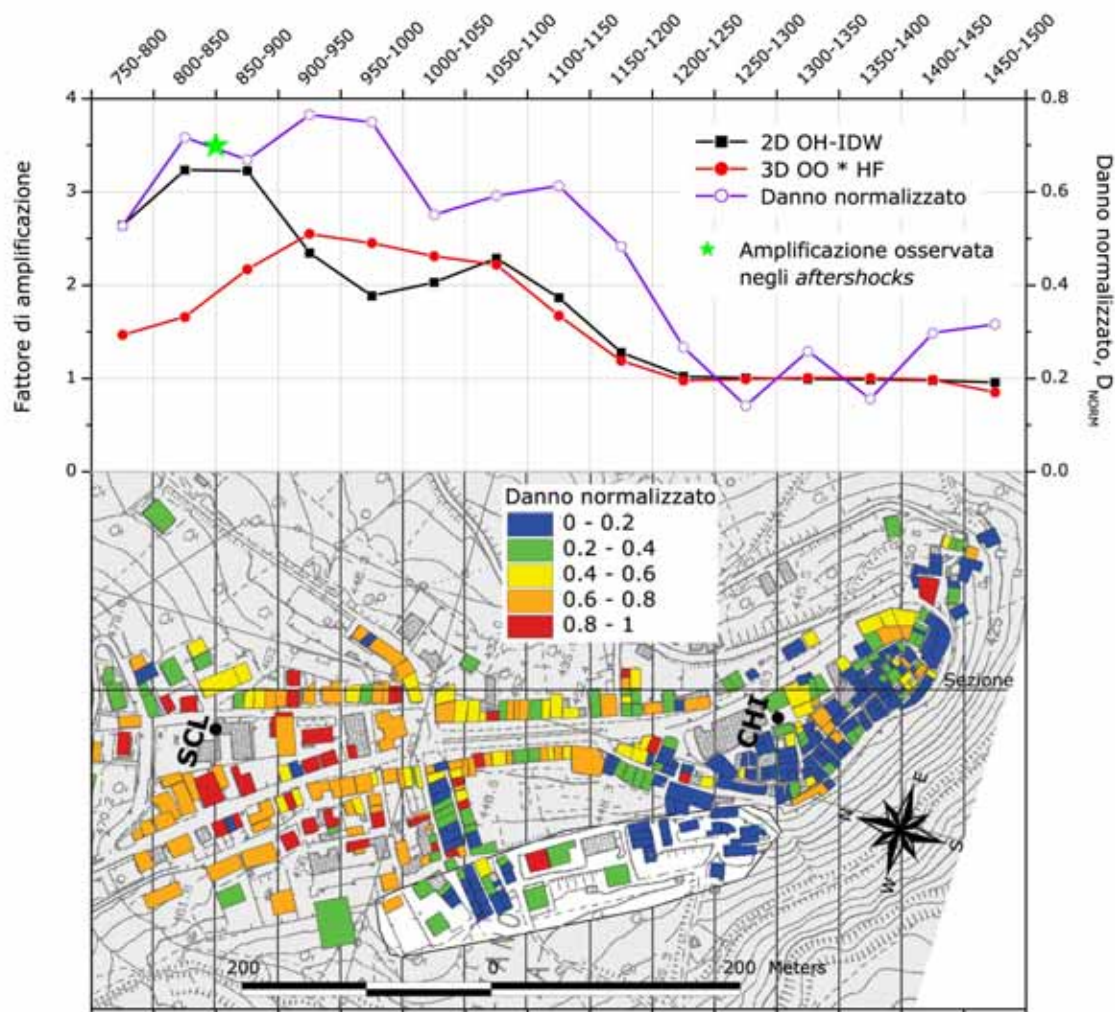 750-800
800-850
850-900
900-950
950-1000
1000-1050
1050-1100
1100-1150
1150-1200
1200-1250
1250-1300
1300-1350
1350-1400
1400-1450
1450-1500
4
3
2
1
0
Fattore di amplificazione
0.8
0.6
0.4
0.2
0.0
Danno normalizzato, D NORM
2D OH-IDW
3D OO * HF
Danno normalizzato
Amplificazione osservata
negli aftershocks
Danno normalizzato
0 - 0.2
0.2 - 0.4
0.4 - 0.6
0.6 - 0.8
0.8 - 1
Sezione
SCL
CHI
N
E
S
W
200 0 200 Meters